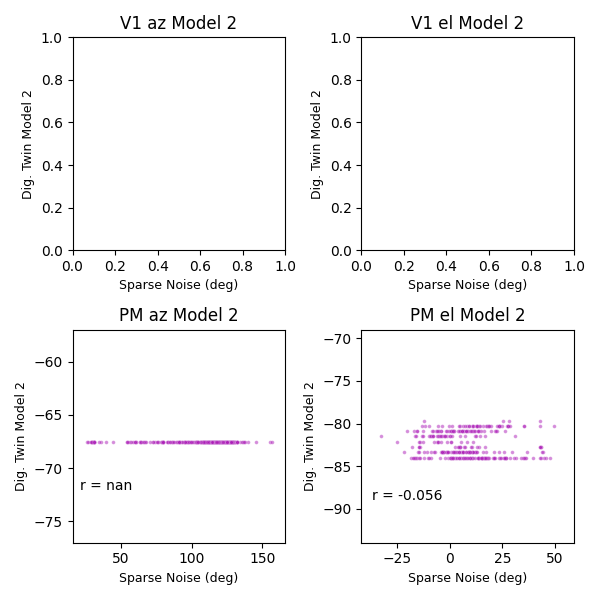 V1 az Model 2
1.0
0.8
0.6
0.4
0.2
0.0
Dig. Twin Model 2
0.0 0.2 0.4 0.6 0.8 1.0
Sparse Noise (deg)
V1 el Model 2
1.0
0.8
0.6
0.4
0.2
0.0
Dig. Twin Model 2
0.0 0.2 0.4 0.6 0.8 1.0
Sparse Noise (deg)
PM az Model 2
−60
−65
−70
−75
Dig. Twin Model 2
r = nan
50 100 150
Sparse Noise (deg)
PM el Model 2
−70
−75
−80
−85
−90
Dig. Twin Model 2
r = -0.056
−25 0 25 50
Sparse Noise (deg)